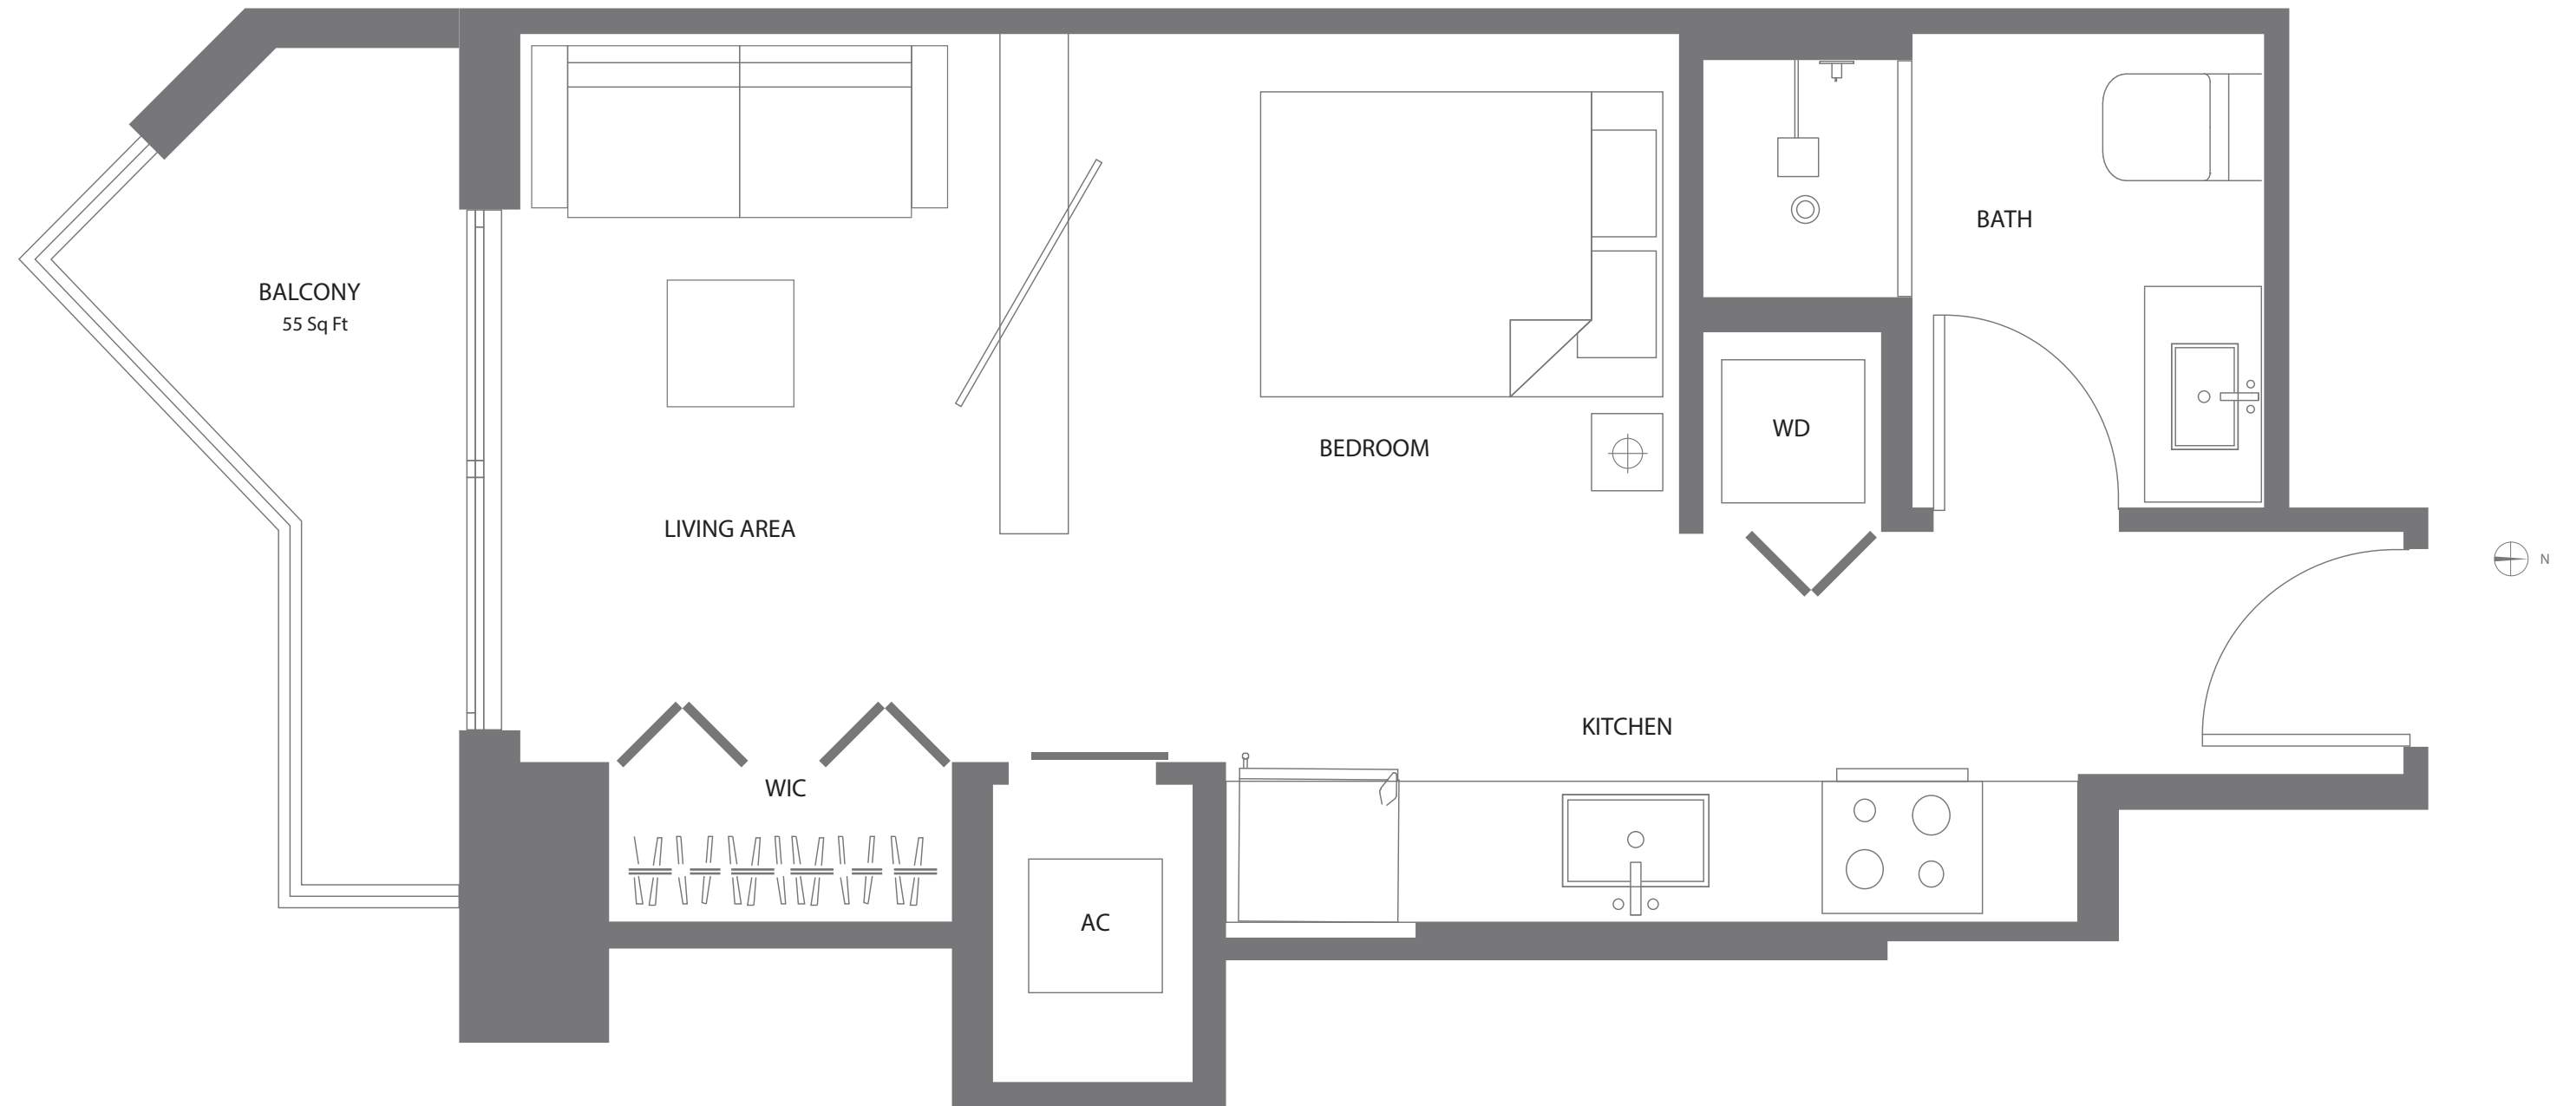 BALCONY
55 Sq Ft
LIVING AREA
BEDROOM
BATH
WD
N
KITCHEN
WIC
AC